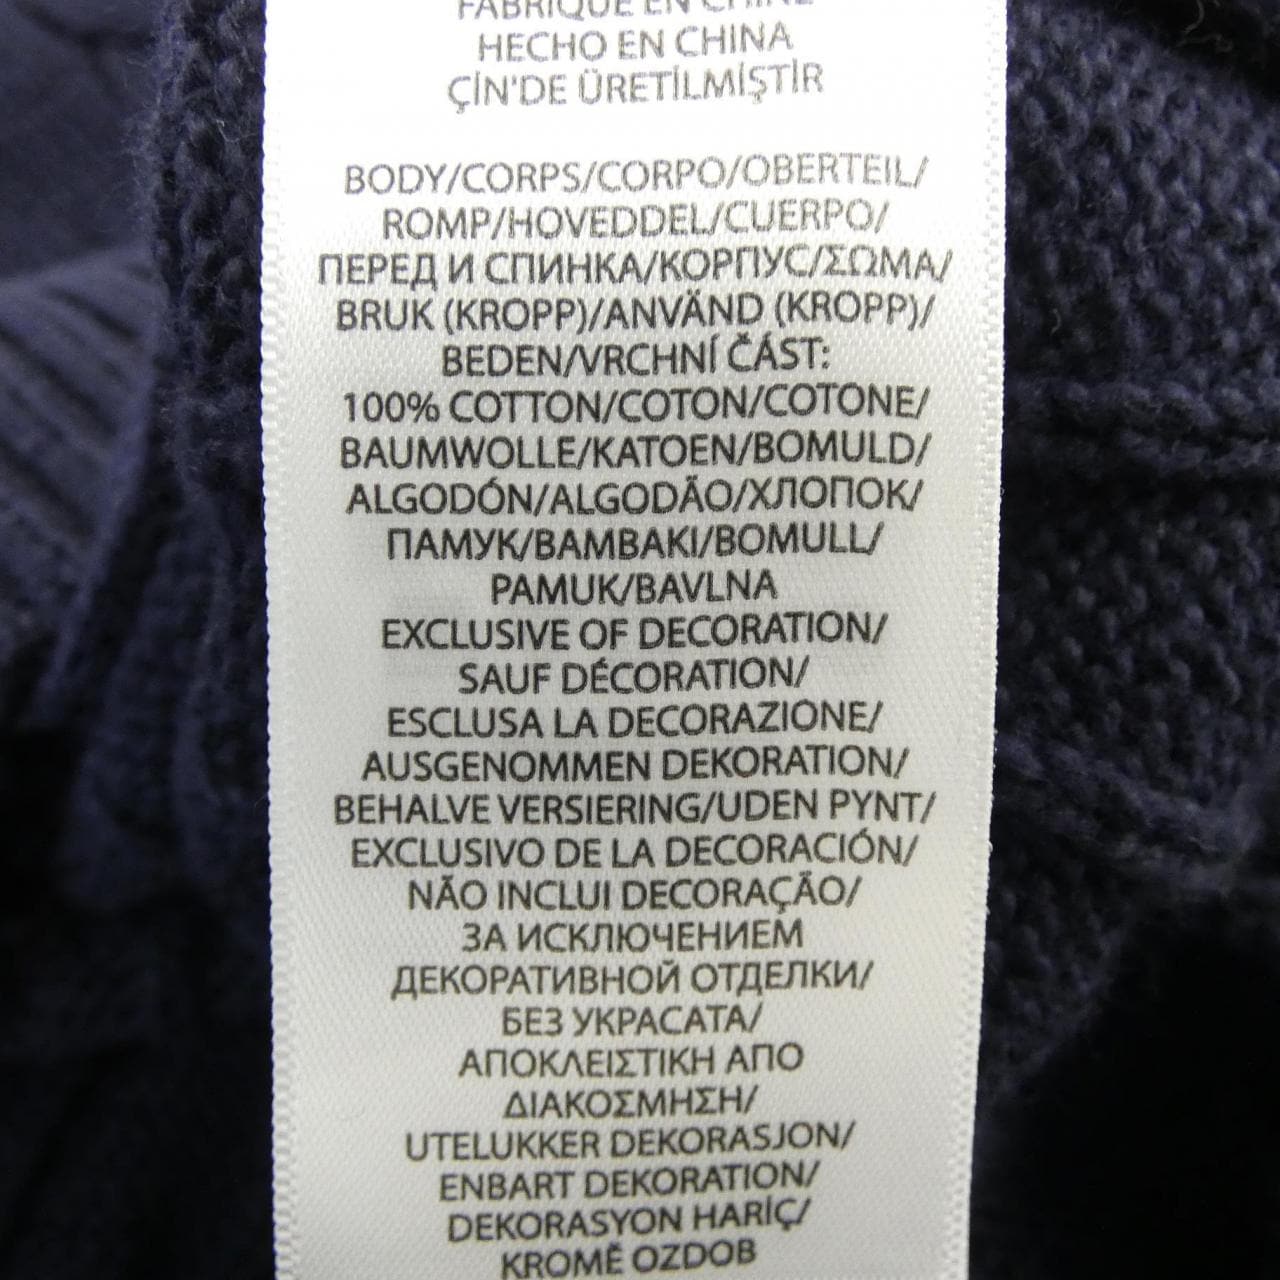 FABRIQUÉ EN CHINE
HECHO EN CHINA
ÇİN'DE ÜRETİLMİŞTİR
BODY/CORPS/CORPO/OBERTEIL/
ROMP/HOVEDDEL/CUERPO/
ПЕРЕД И СПИНКА/КОРПУС/ΣΩΜΑ/
BRUK (KROPP)/ANVÄND (KROPP)/
BEDEN/VRCHNÍ ČÁST:
100% COTTON/COTON/COTONE/
BAUMWOLLE/KATOEN/BOMULD/
ALGODÓN/ALGODÃO/ХЛОПОК/
ПАМУК/ΒΑΜΒΑΚΙ/BOMULL/
PAMUK/BAVLNA
EXCLUSIVE OF DECORATION/
SAUF DÉCORATION/
ESCLUSA LA DECORAZIONE/
AUSGENOMMEN DEKORATION/
BEHALVE VERSIERING/UDEN PYNT/
EXCLUSIVO DE LA DECORACIÓN/
NÃO INCLUI DECORAÇÃO/
ЗА ИСКЛЮЧЕНИЕМ
ДЕКОРАТИВНОЙ ОТДЕЛКИ/
БЕЗ УКРАСАТА/
ΑΠΟΚΛΕΙΣΤΙΚΗ ΑΠΟ
ΔΙΑΚΟΣΜΗΣΗ/
UTELUKKER DEKORASJON/
ENBART DEKORATION/
DEKORASYON HARİÇ/
KROMĚ OZDOB